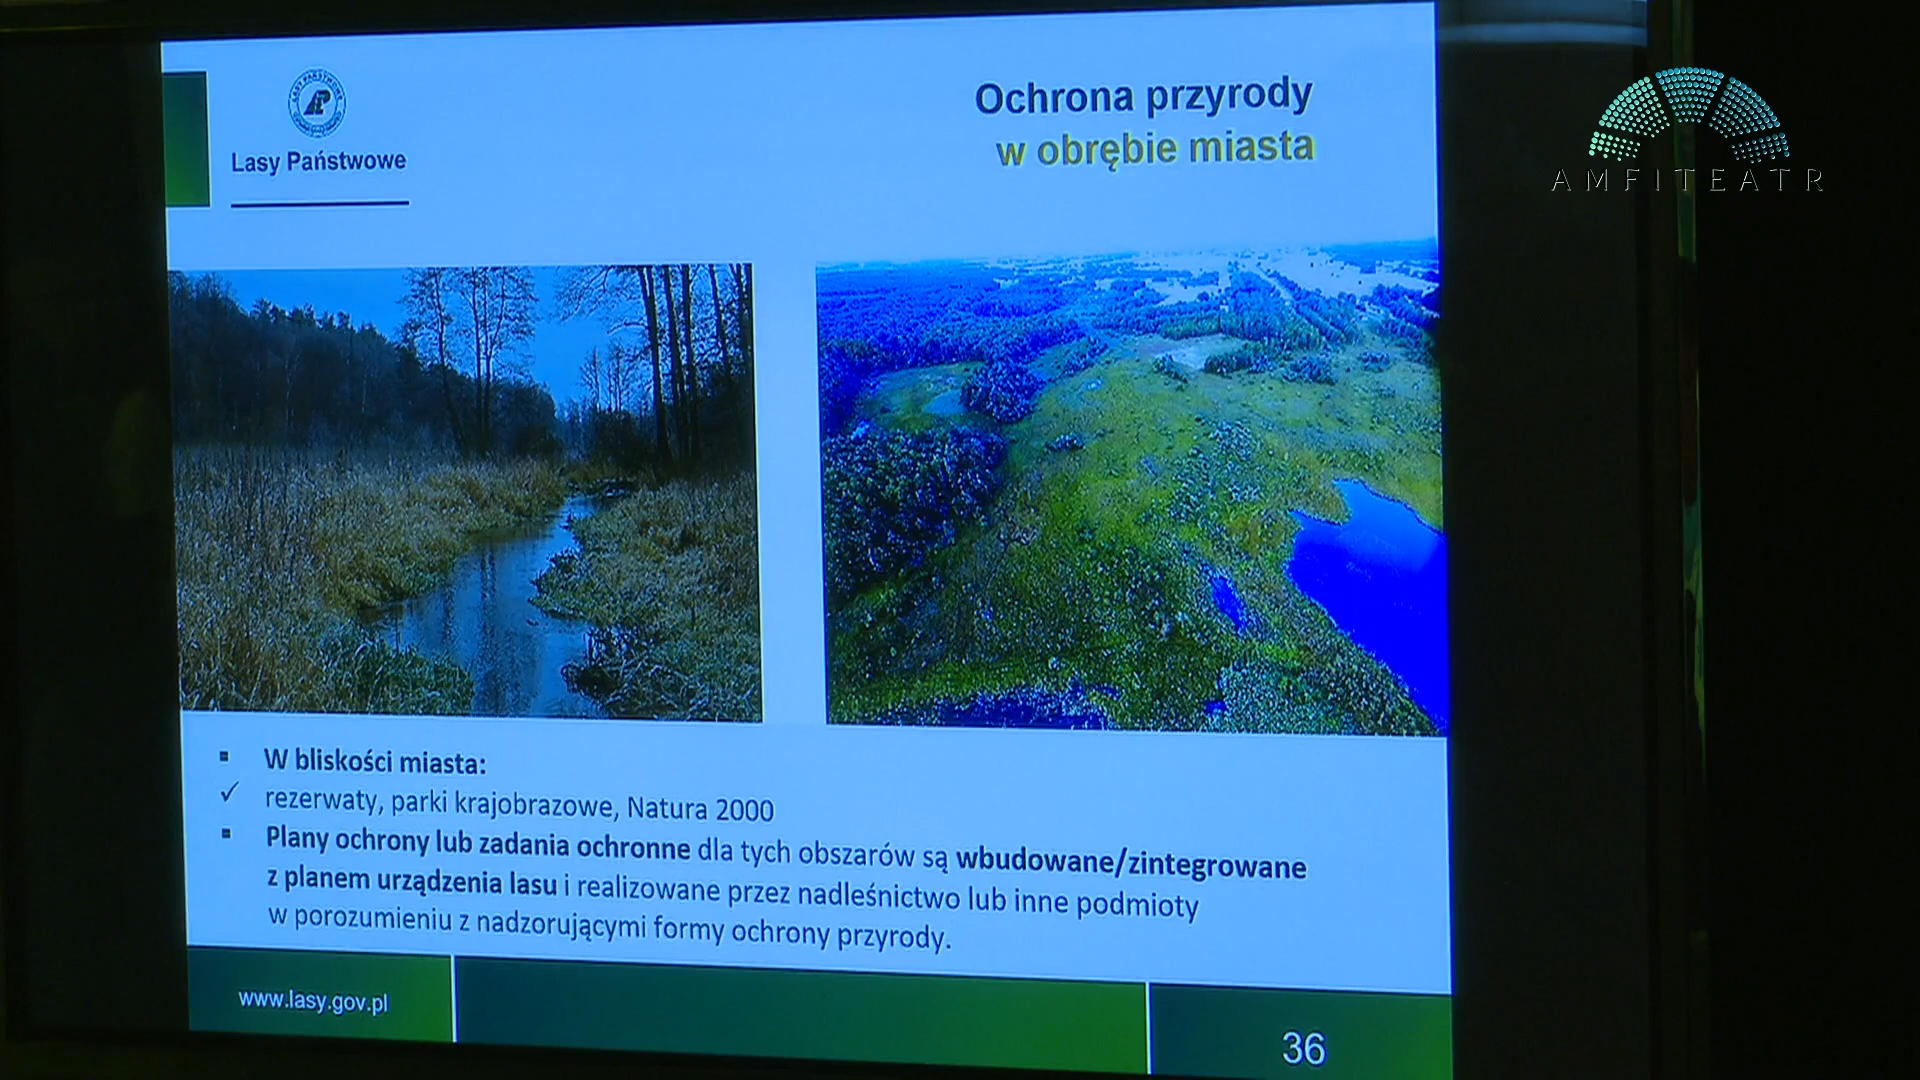 Lasy Państwowe
Ochrona przyrody
w obrębie miasta
AMFITEATR
▪ W bliskości miasta:
✓ rezerwaty, parki krajobrazowe, Natura 2000
▪ Plany ochrony lub zadania ochronne dla tych obszarów są wbudowane/zintegrowane
z planem urządzenia lasu i realizowane przez nadleśnictwo lub inne podmioty
w porozumieniu z nadzorującymi formy ochrony przyrody.
www.lasy.gov.pl
36